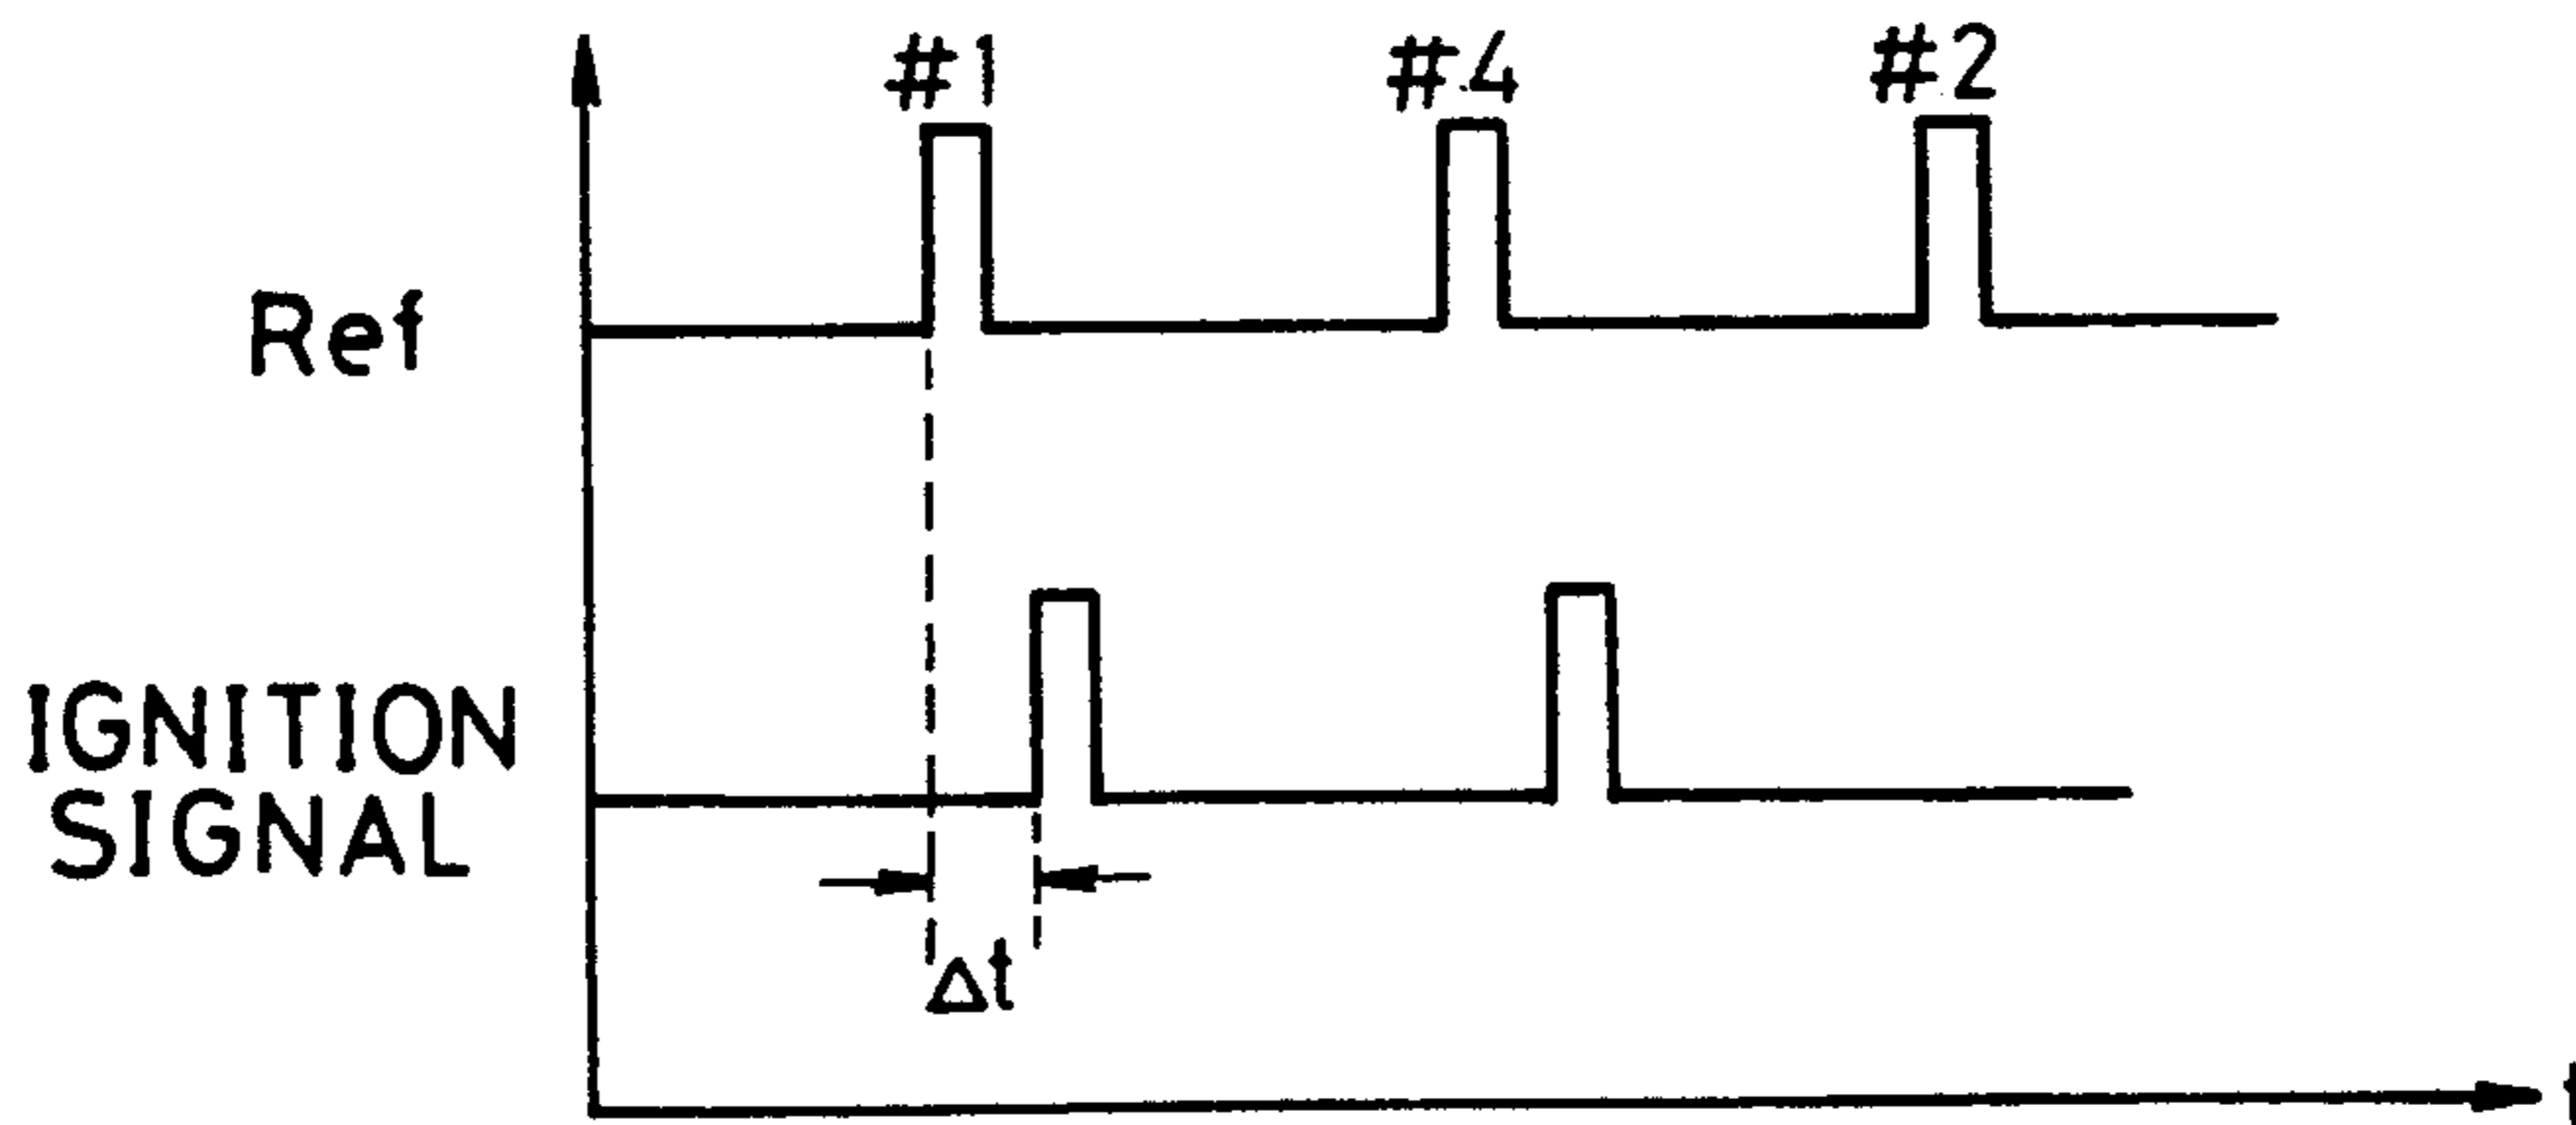 #1 #4 #2
Ref
IGNITION
SIGNAL
Δt
t